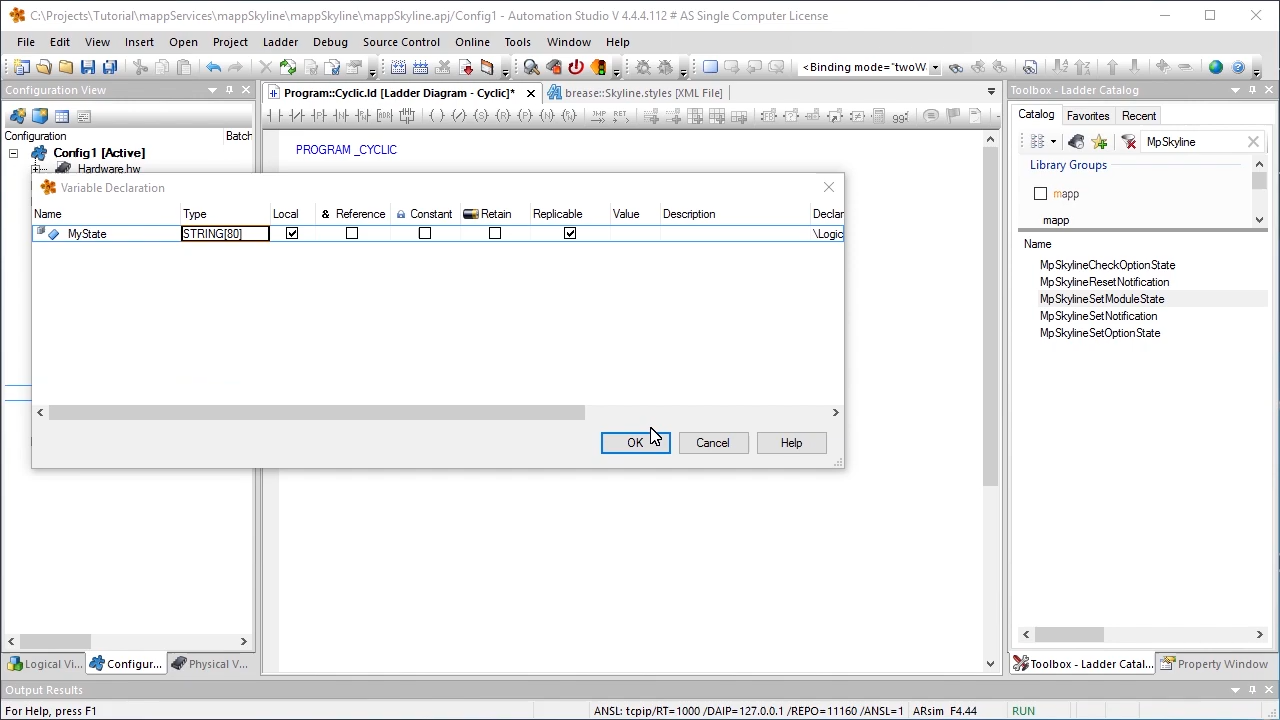 C:\Projects\Tutorial\mappServices\mappSkyline\mappSkyline\mappSkyline.apj/Config1 - Automation Studio V 4.4.4.112 # AS Single Computer License
File Edit View Insert Open Project Ladder Debug Source Control Online Tools Window Help
<Binding mode="twoW
Configuration View
Program::Cyclic.ld [Ladder Diagram - Cyclic]*
brease::Skyline.styles [XML File]
Toolbox - Ladder Catalog
Catalog Favorites Recent
Configuration Batch
MpSkyline
PROGRAM _CYCLIC
Config1 [Active]
Hardware.hw
Library Groups
mapp
mapp
Variable Declaration
Name Type Local & Reference Constant Retain Replicable Value Description Declar
MyState STRING[80] \Logic
Name
MpSkylineCheckOptionState
MpSkylineResetNotification
MpSkylineSetModuleState
MpSkylineSetNotification
MpSkylineSetOptionState
OK Cancel Help
Logical Vi... Configur... Physical V...
Toolbox - Ladder Catal... Property Window
Output Results
For Help, press F1
ANSL: tcpip/RT=1000 /DAIP=127.0.0.1 /REPO=11160 /ANSL=1 ARsim F4.44 RUN